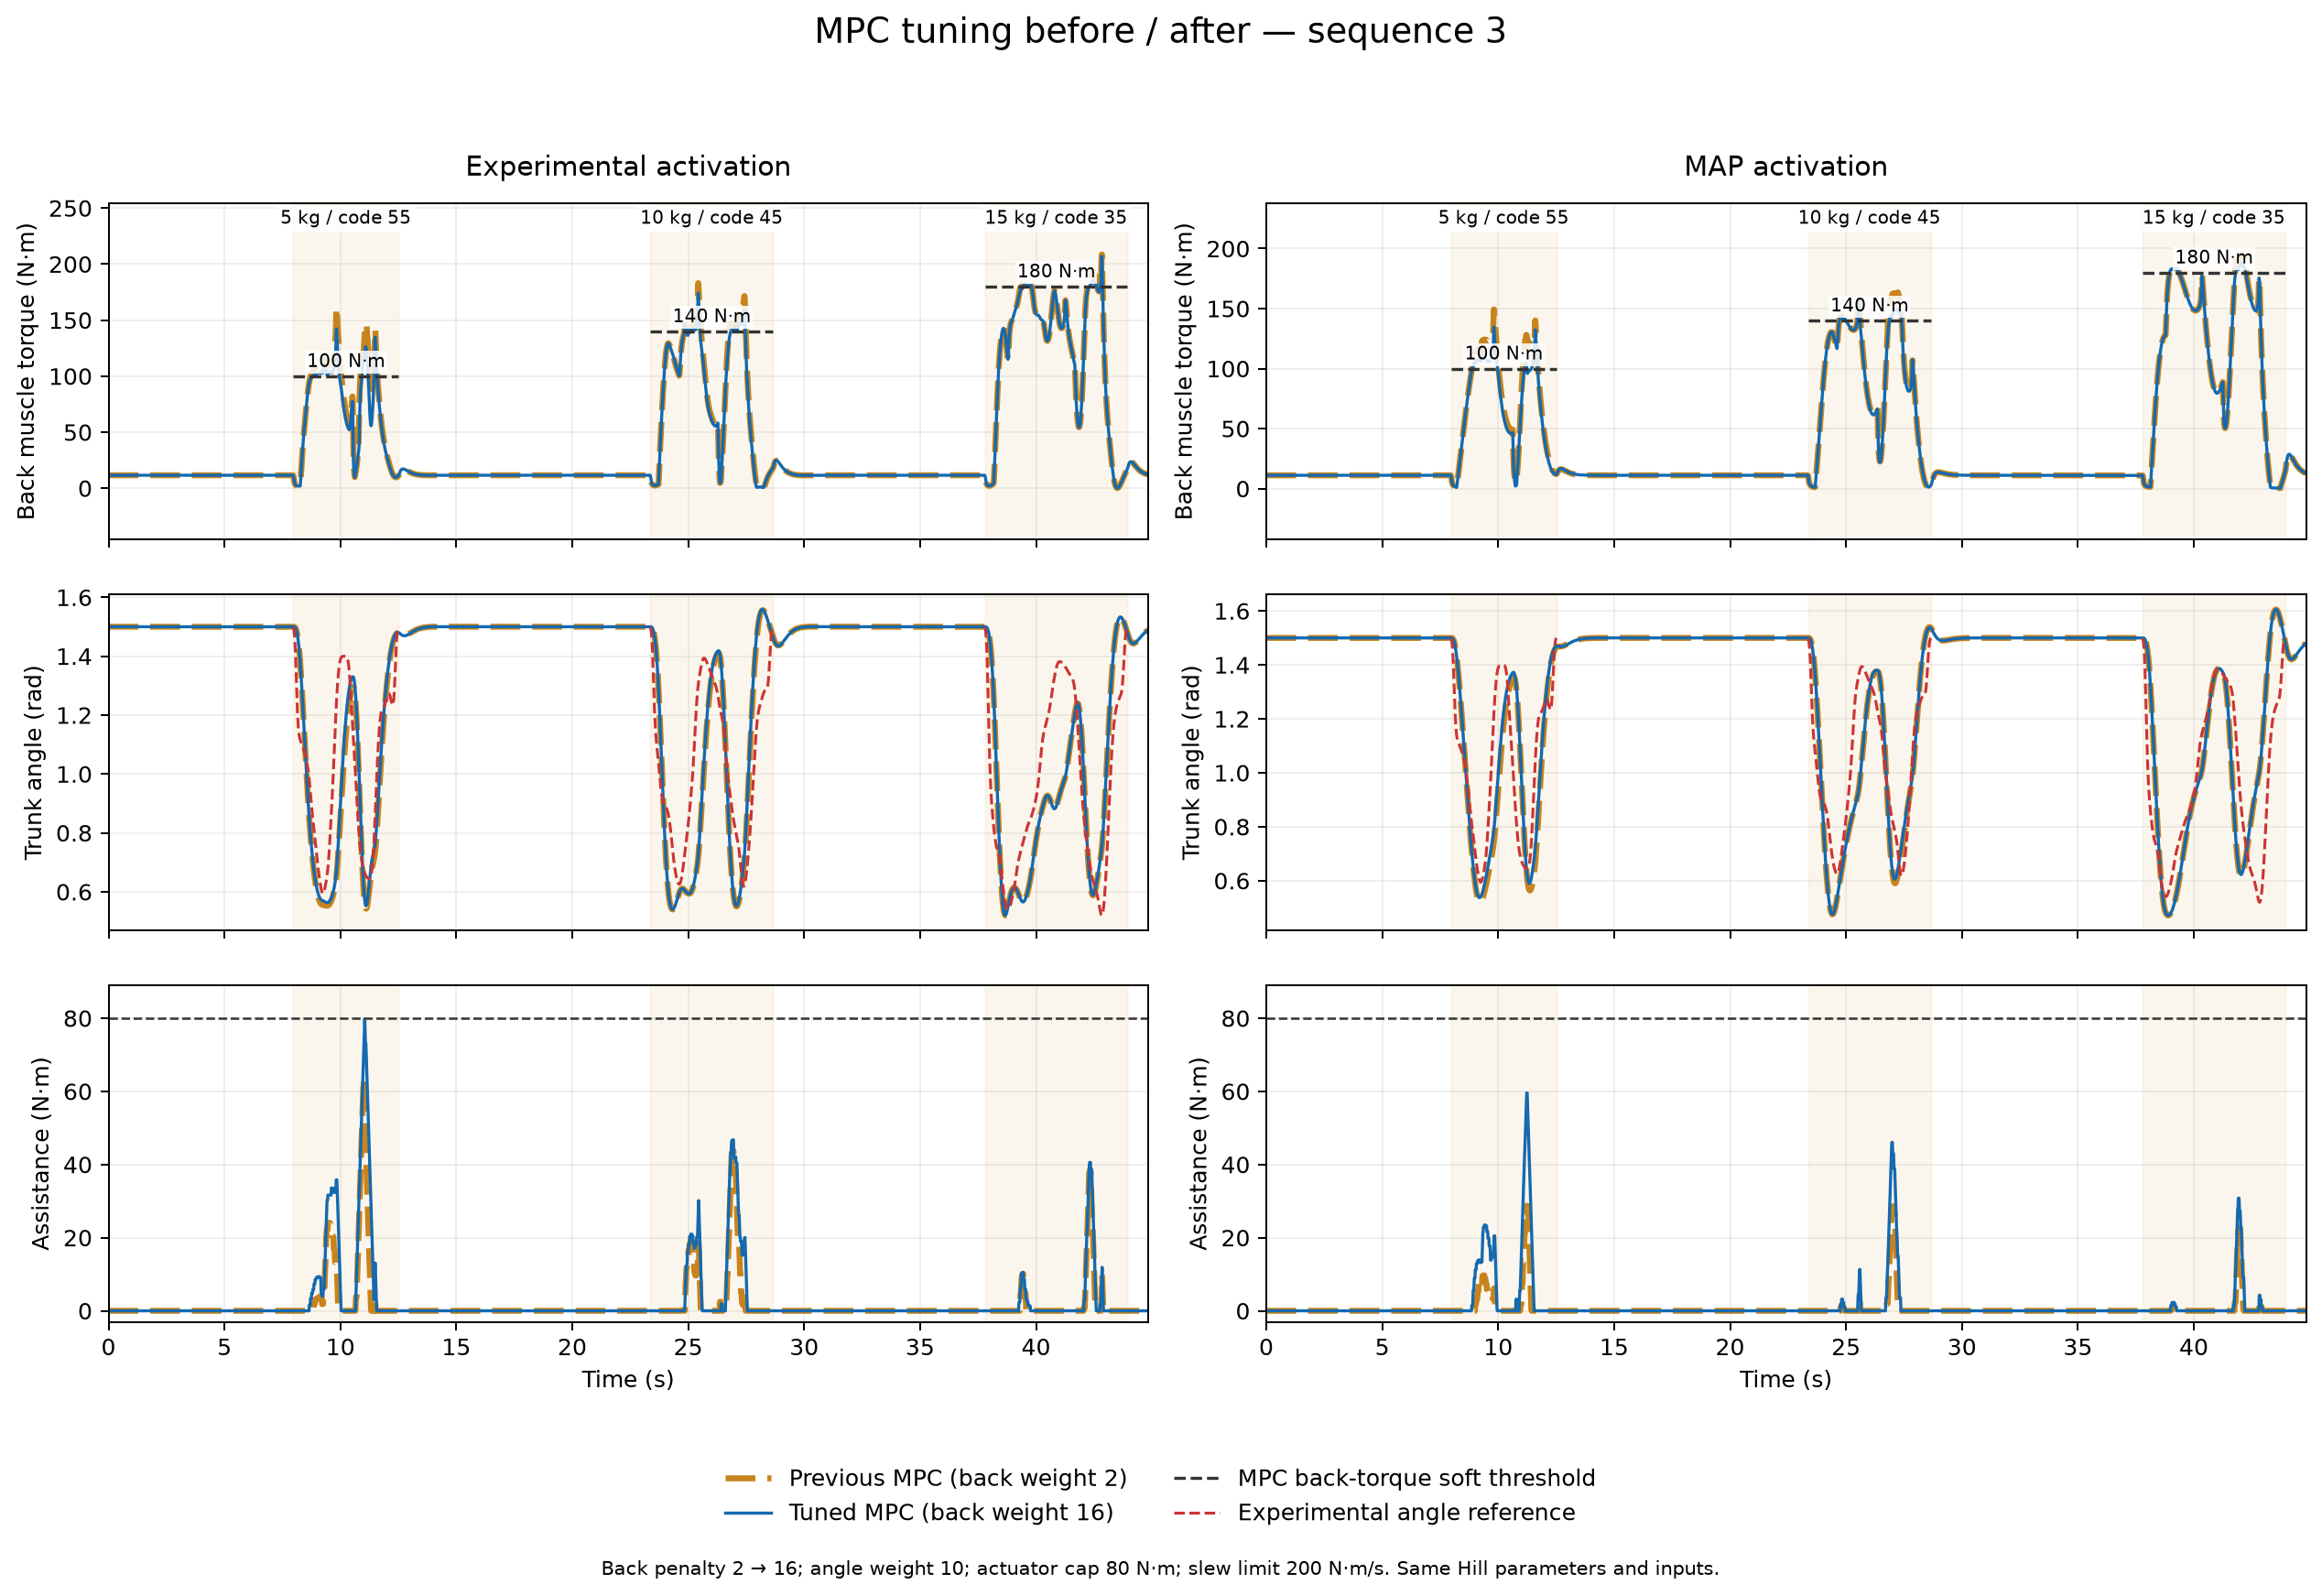 MPC tuning before / after — sequence 3
Experimental activation
MAP activation
Back muscle torque (N·m)
250
200
150
100
50
0
5 kg / code 55
10 kg / code 45
15 kg / code 35
100 N·m
140 N·m
180 N·m
Back muscle torque (N·m)
200
150
100
50
0
5 kg / code 55
10 kg / code 45
15 kg / code 35
100 N·m
140 N·m
180 N·m
Trunk angle (rad)
1.6
1.4
1.2
1.0
0.8
0.6
Trunk angle (rad)
1.6
1.4
1.2
1.0
0.8
0.6
Assistance (N·m)
80
60
40
20
0
0 5 10 15 20 25 30 35 40
Time (s)
Assistance (N·m)
80
60
40
20
0
0 5 10 15 20 25 30 35 40
Time (s)
Previous MPC (back weight 2)
Tuned MPC (back weight 16)
MPC back-torque soft threshold
Experimental angle reference
Back penalty 2 → 16; angle weight 10; actuator cap 80 N·m; slew limit 200 N·m/s. Same Hill parameters and inputs.